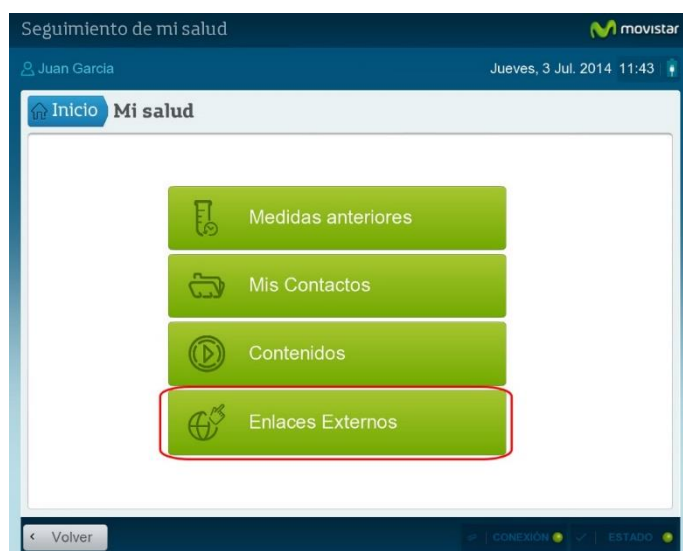 Seguimiento de mi salud
movistar
Juan Garcia
Jueves, 3 Jul. 2014 11:43
Inicio Mi salud
Medidas anteriores
Mis Contactos
Contenidos
Enlaces Externos
‹ Volver
| CONEXIÓN | ESTADO